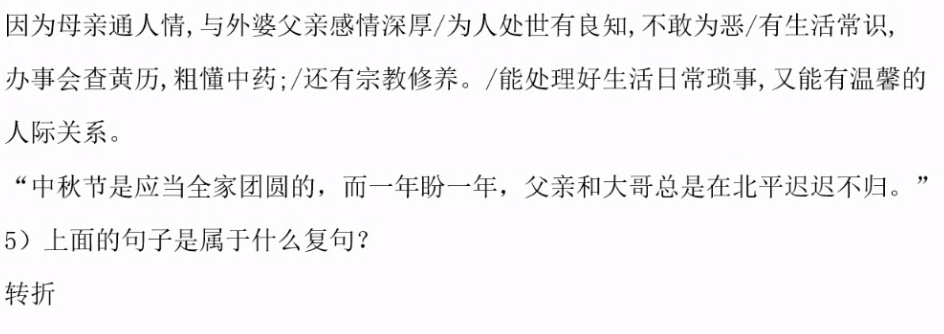 因为母亲通人情,与外婆父亲感情深厚/为人处世有良知,不敢为恶/有生活常识,
办事会查黄历,粗懂中药;/还有宗教修养。/能处理好生活日常琐事,又能有温馨的
人际关系。
“中秋节是应当全家团圆的，而一年盼一年，父亲和大哥总是在北平迟迟不归。”
5）上面的句子是属于什么复句?
转折